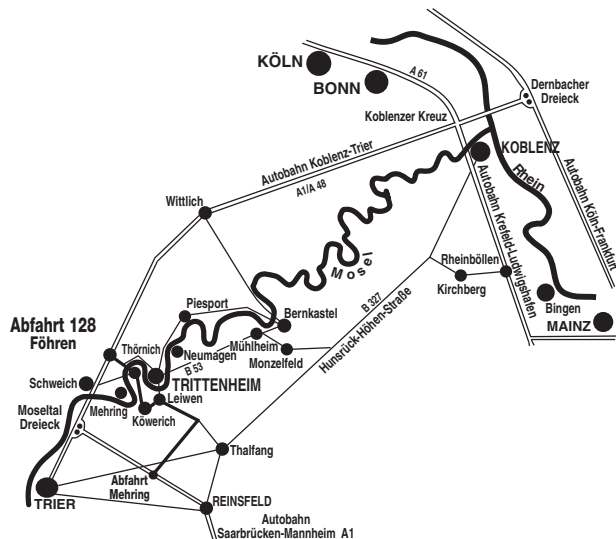 KÖLN
BONN
A 61
Dernbacher
Dreieck
Koblenzer Kreuz
KOBLENZ
Rhein
Autobahn Köln-Frankfurt
Autobahn Koblenz-Trier
A1/A 48
Autobahn Krefeld-Ludwigshafen
Wittlich
Mosel
Rheinböllen
Kirchberg
Bingen
MAINZ
B 327
Hunsrück-Höhen-Straße
Piesport
Bernkastel
Abfahrt 128
Föhren
Thörnich
Neumagen
Mühlheim
Monzelfeld
B 53
TRITTENHEIM
Schweich
Mehring
Leiwen
Köwerich
Moseltal
Dreieck
Thalfang
Abfahrt
Mehring
TRIER
REINSFELD
Autobahn
Saarbrücken-Mannheim A1